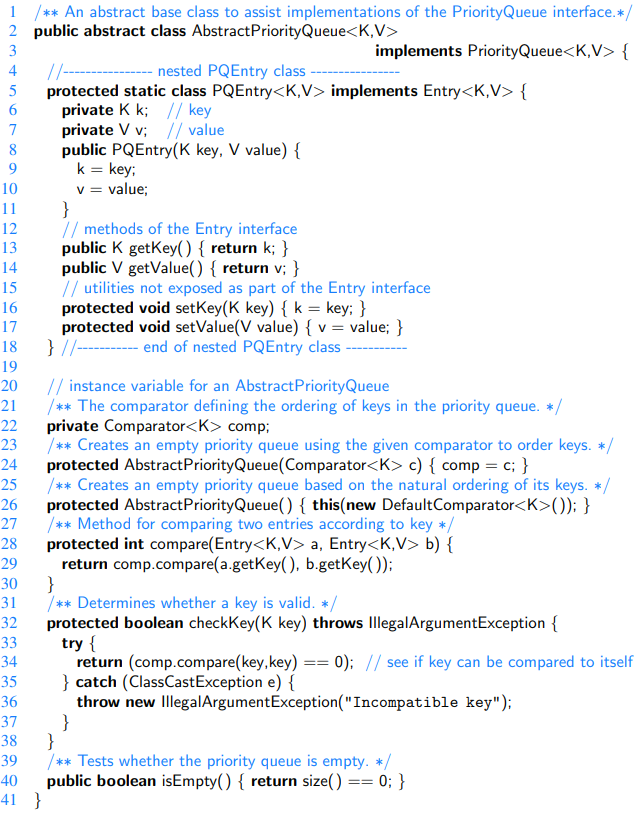 1 /** An abstract base class to assist implementations of the PriorityQueue interface.*/
2 public abstract class AbstractPriorityQueue<K,V>
3 implements PriorityQueue<K,V> {
4 //---------------- nested PQEntry class ----------------
5 protected static class PQEntry<K,V> implements Entry<K,V> {
6 private K k; // key
7 private V v; // value
8 public PQEntry(K key, V value) {
9 k = key;
10 v = value;
11 }
12 // methods of the Entry interface
13 public K getKey() { return k; }
14 public V getValue() { return v; }
15 // utilities not exposed as part of the Entry interface
16 protected void setKey(K key) { k = key; }
17 protected void setValue(V value) { v = value; }
18 } //----------- end of nested PQEntry class -----------
19
20 // instance variable for an AbstractPriorityQueue
21 /** The comparator defining the ordering of keys in the priority queue. */
22 private Comparator<K> comp;
23 /** Creates an empty priority queue using the given comparator to order keys. */
24 protected AbstractPriorityQueue(Comparator<K> c) { comp = c; }
25 /** Creates an empty priority queue based on the natural ordering of its keys. */
26 protected AbstractPriorityQueue() { this(new DefaultComparator<K>()); }
27 /** Method for comparing two entries according to key */
28 protected int compare(Entry<K,V> a, Entry<K,V> b) {
29 return comp.compare(a.getKey(), b.getKey());
30 }
31 /** Determines whether a key is valid. */
32 protected boolean checkKey(K key) throws IllegalArgumentException {
33 try {
34 return (comp.compare(key,key) == 0); // see if key can be compared to itself
35 } catch (ClassCastException e) {
36 throw new IllegalArgumentException("Incompatible key");
37 }
38 }
39 /** Tests whether the priority queue is empty. */
40 public boolean isEmpty() { return size() == 0; }
41 }